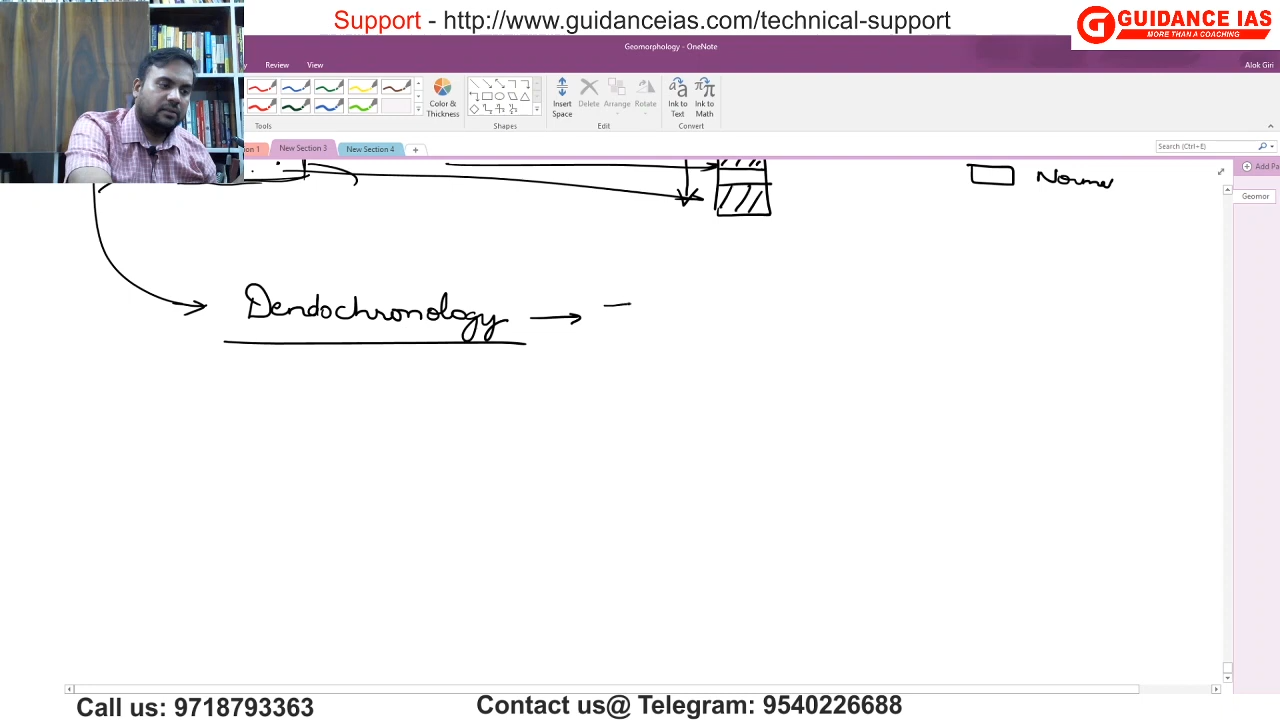 Support - http://www.guidanceias.com/technical-support
GUIDANCE IAS
MORE THAN A COACHING
Geomorphology - OneNote
Alok Giri
Review View
Color & Thickness
Insert Space
Delete
Arrange
Rotate
Ink to Text
Ink to Math
Tools
Shapes
Edit
Convert
New Section 3
New Section 4
Search (Ctrl+E)
Add Pa
Geomor
Dendochronology
Call us: 9718793363
Contact us@ Telegram: 9540226688